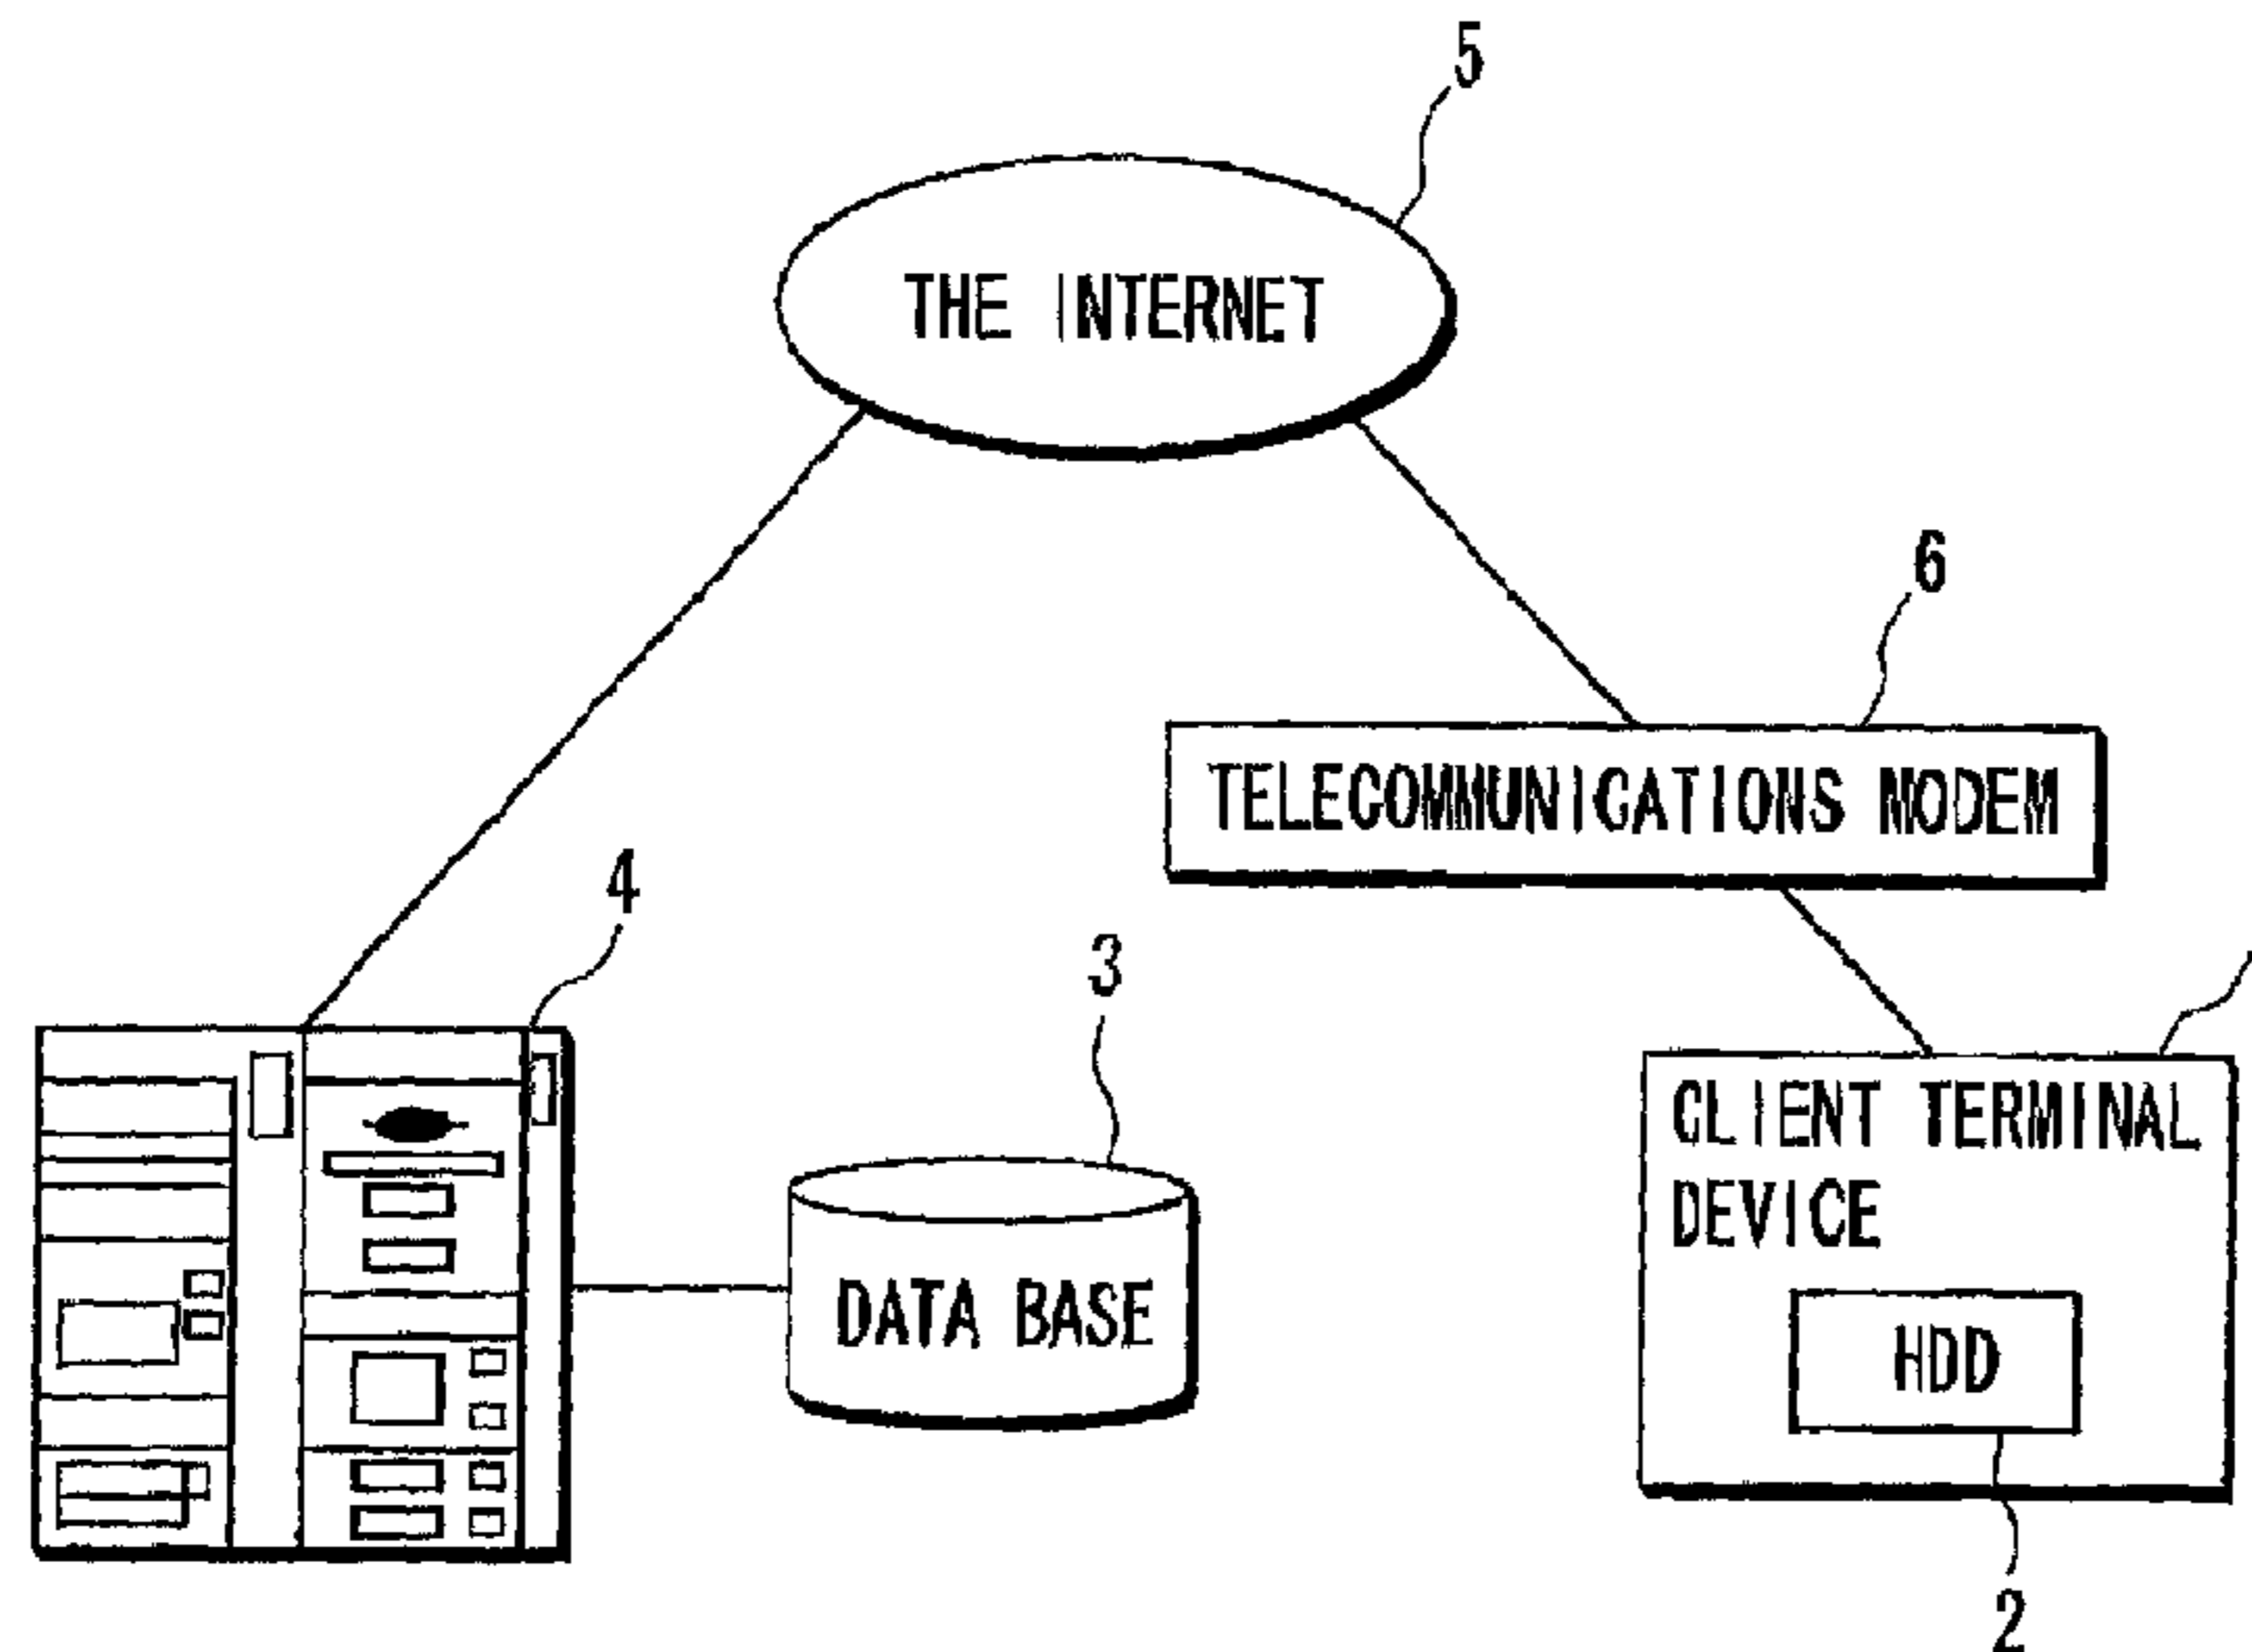 5
THE INTERNET
6
TELECOMMUNICATIONS MODEM
4
3
CLIENT TERMINAL
DEVICE
DATA BASE
HDD
2